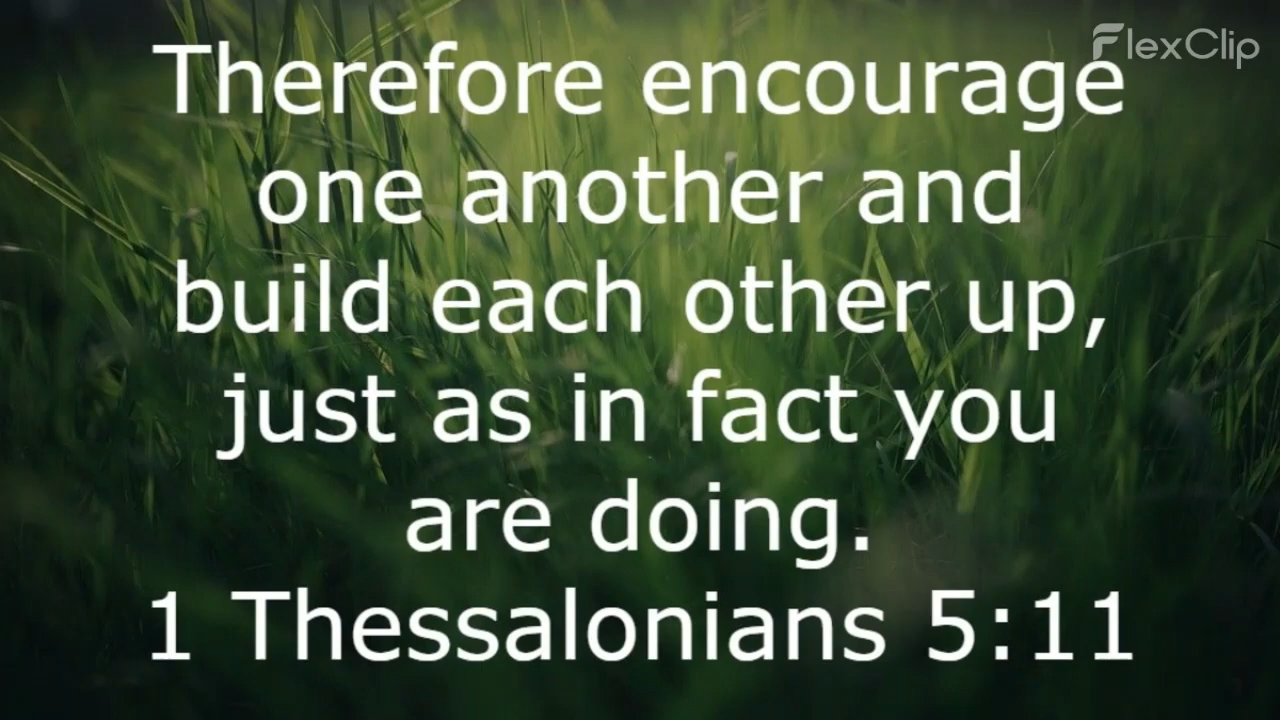 FlexClip
Therefore encourage
one another and
build each other up,
just as in fact you
are doing.
1 Thessalonians 5:11